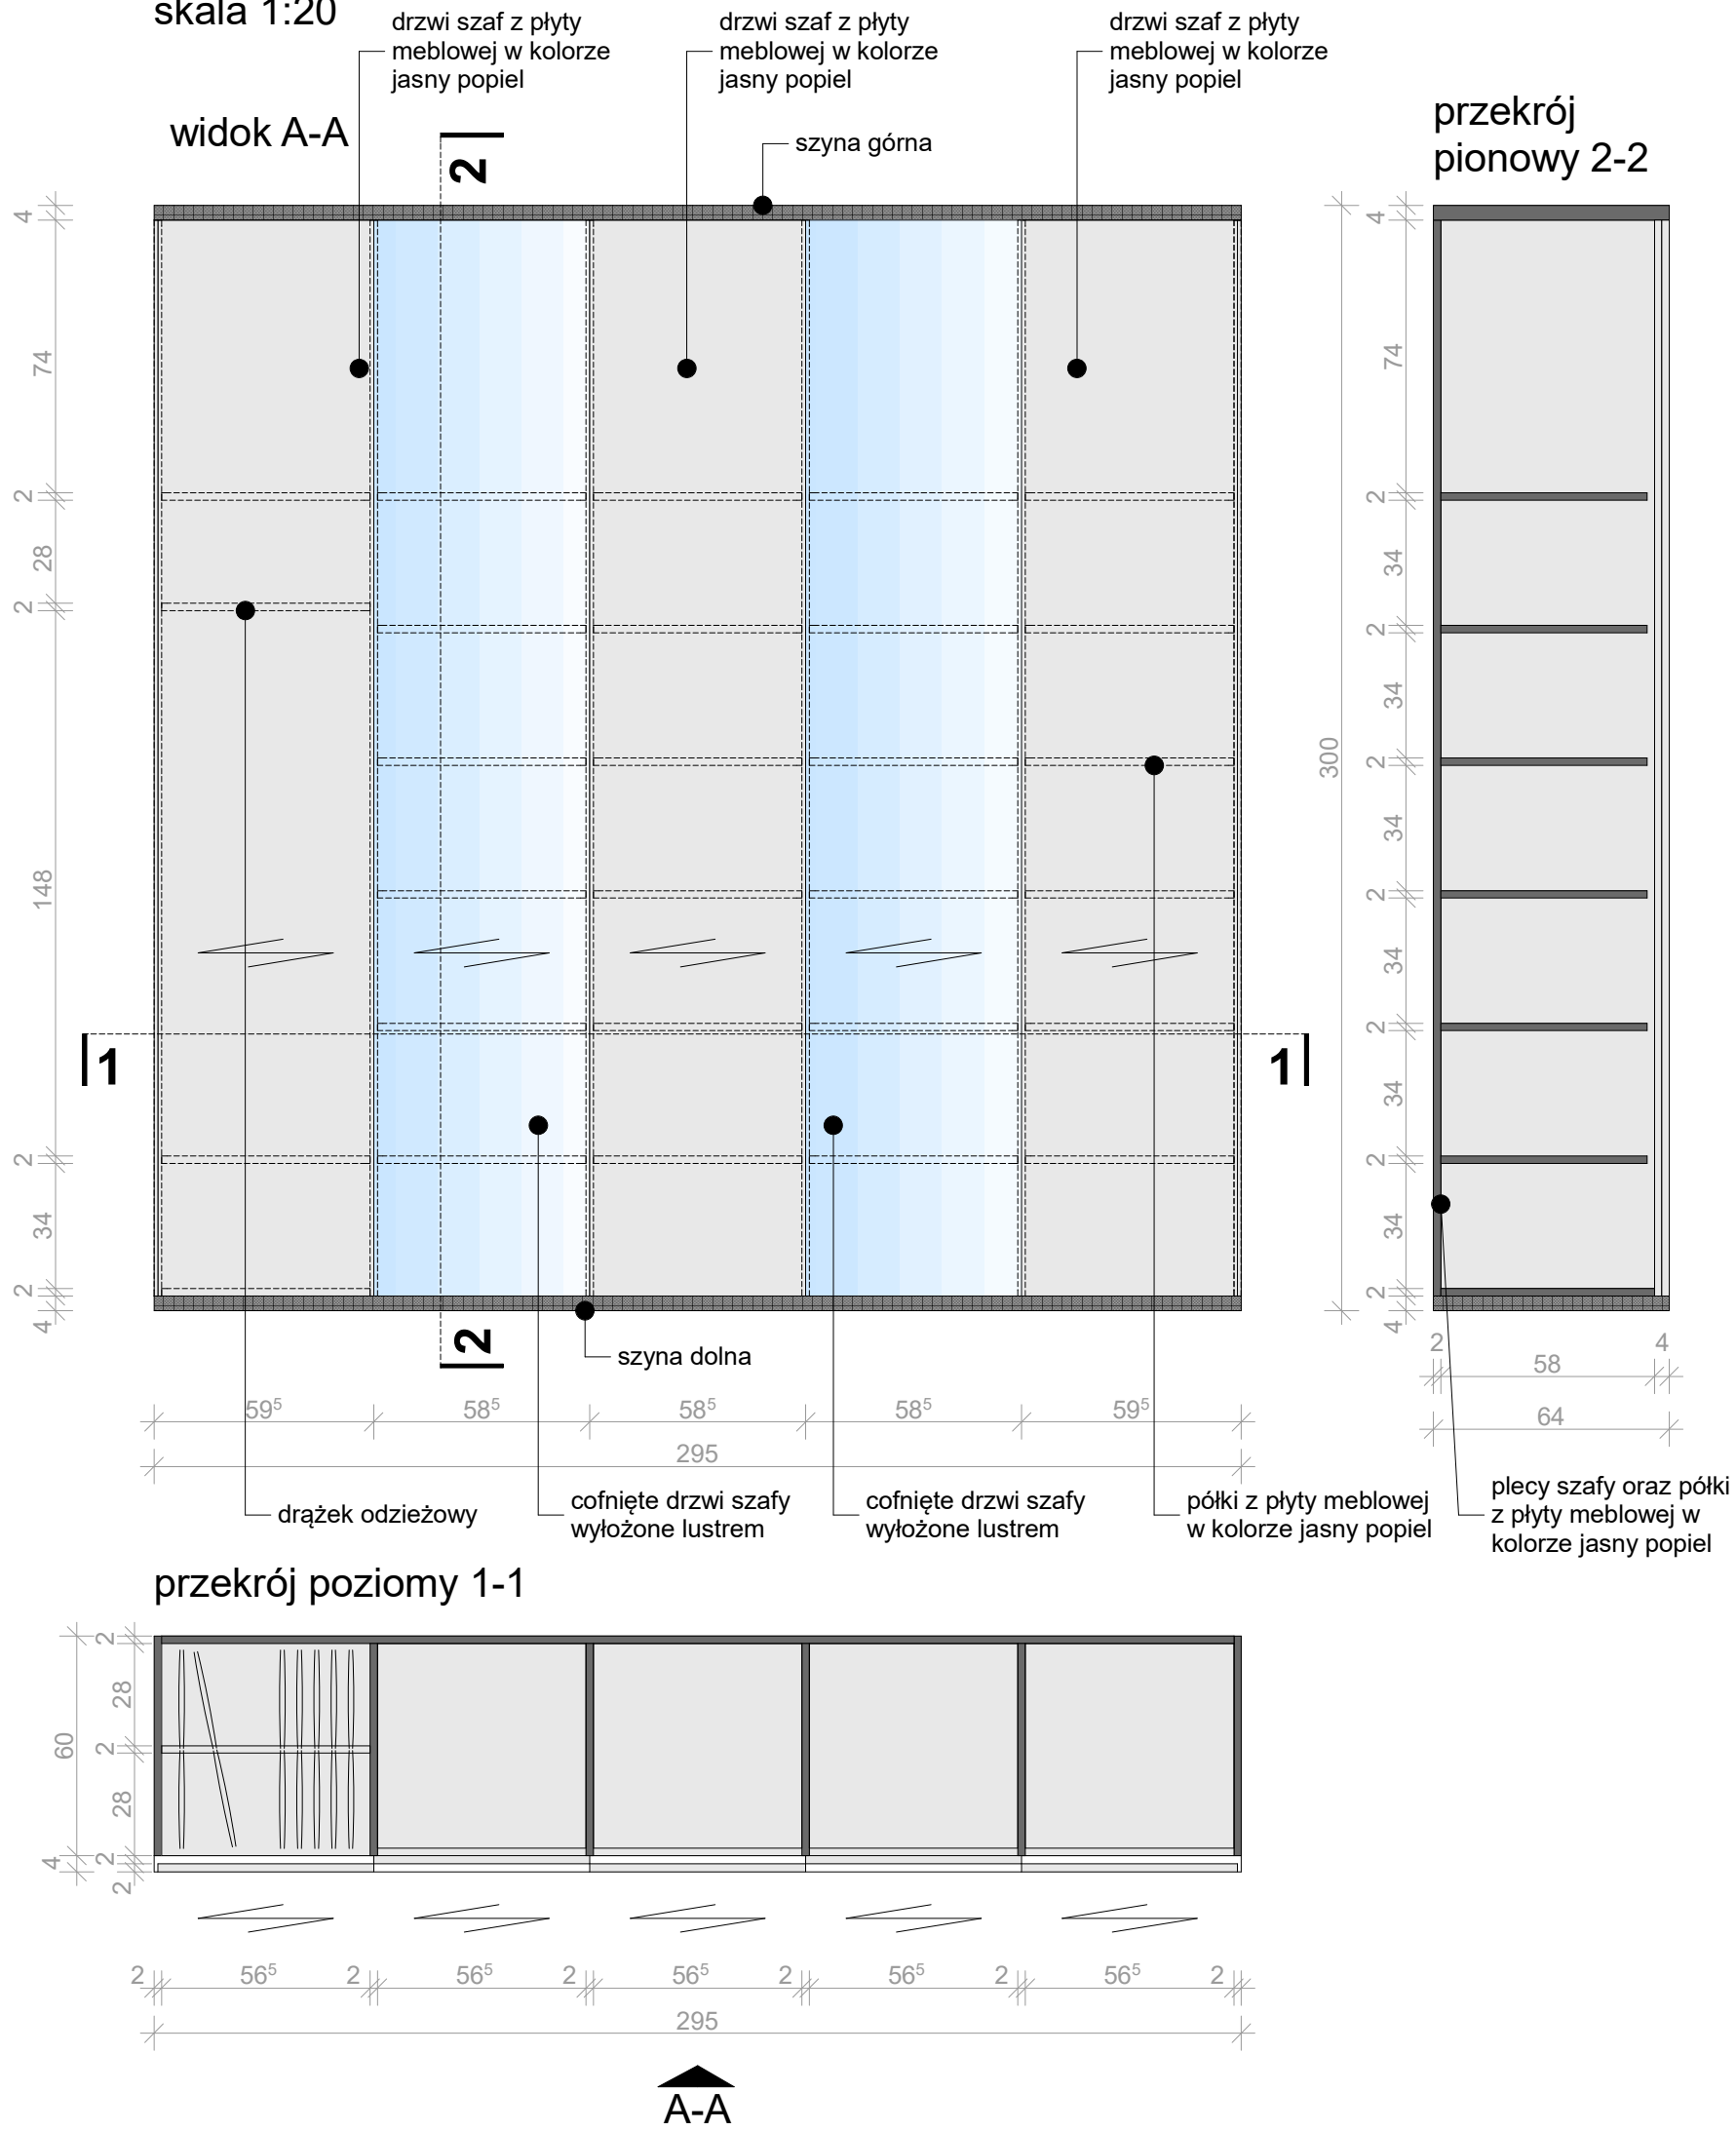 skala 1:20
drzwi szaf z płyty
meblowej w kolorze
jasny popiel
drzwi szaf z płyty
meblowej w kolorze
jasny popiel
drzwi szaf z płyty
meblowej w kolorze
jasny popiel
widok A-A
2
szyna górna
przekrój
pionowy 2-2
4
74
2
28
2
148
2
34
2
4
1
1
2
szyna dolna
300
4
74
2
34
2
34
2
34
2
34
2
34
2
34
2
4
2
58
4
64
59⁵
58⁵
58⁵
58⁵
59⁵
295
drążek odzieżowy
cofnięte drzwi szafy
wyłożone lustrem
cofnięte drzwi szafy
wyłożone lustrem
półki z płyty meblowej
w kolorze jasny popiel
plecy szafy oraz półki
z płyty meblowej w
kolorze jasny popiel
przekrój poziomy 1-1
60
4
2
28
2
28
2
2
2
56⁵
2
56⁵
2
56⁵
2
56⁵
2
56⁵
2
295
A-A